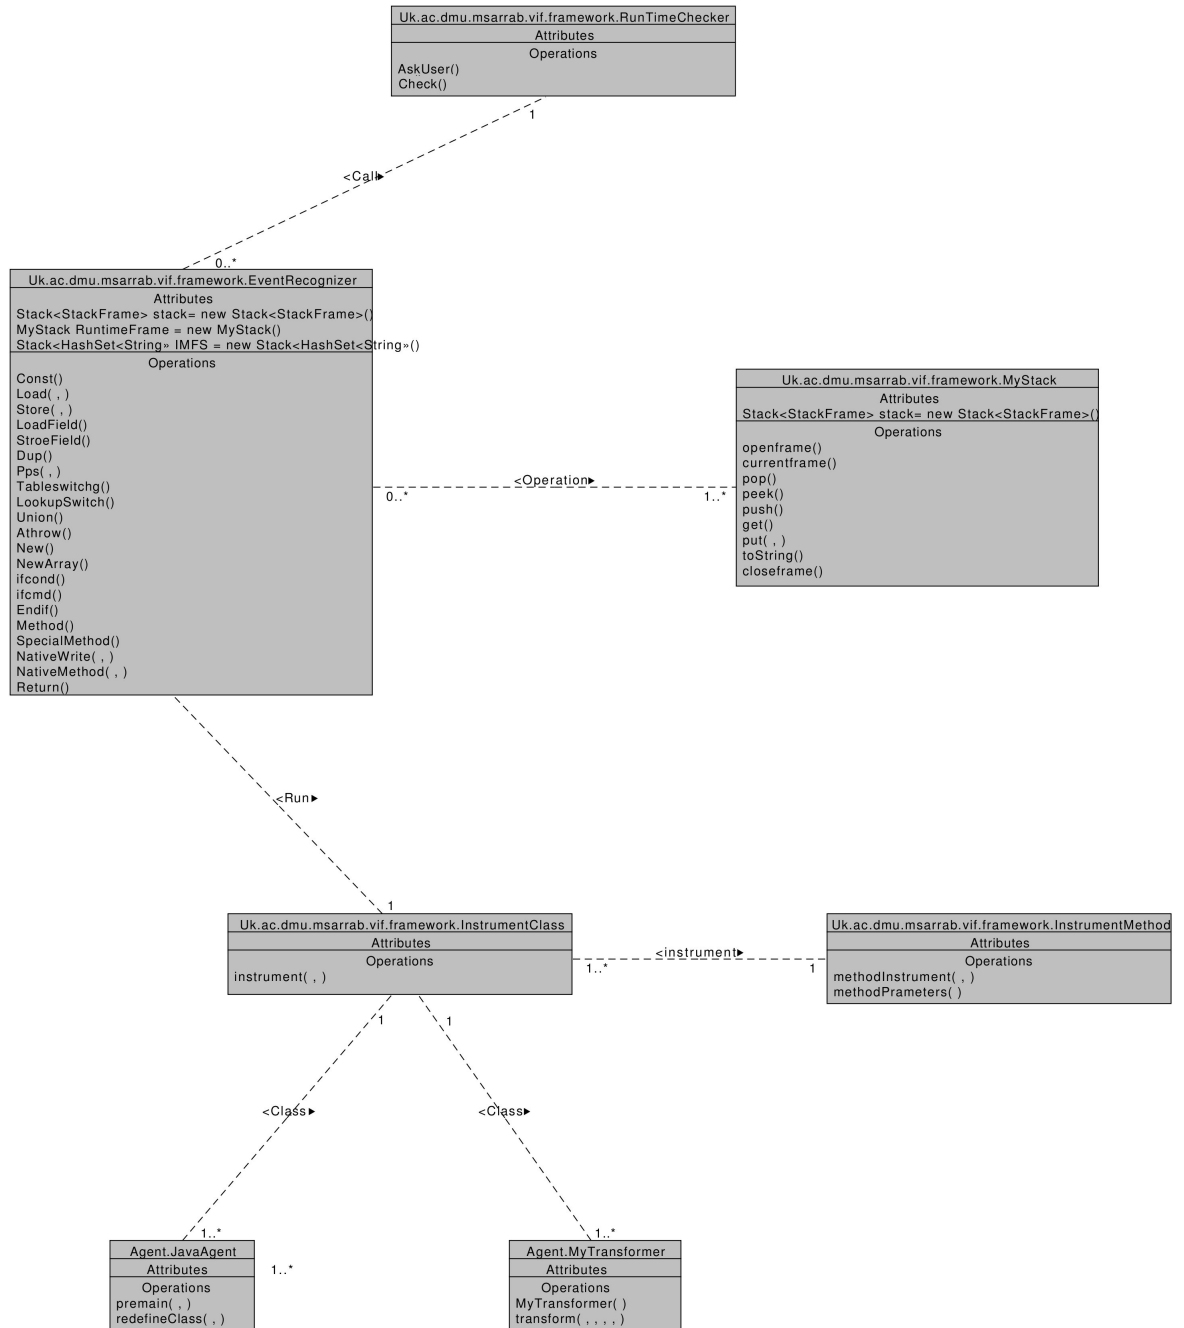 Uk.ac.dmu.msarrab.vif.framework.RunTimeChecker
Attributes
Operations
AskUser()
Check()
1
<Call▶
0..*
Uk.ac.dmu.msarrab.vif.framework.EventRecognizer
Attributes
Stack<StackFrame> stack= new Stack<StackFrame>()
MyStack RuntimeFrame = new MyStack()
Stack<HashSet<String» IMFS = new Stack<HashSet<String»()
Operations
Const()
Load( , )
Store( , )
LoadField()
StroeField()
Dup()
Pps( , )
Tableswitchg()
LookupSwitch()
Union()
Athrow()
New()
NewArray()
ifcond()
ifcmd()
Endif()
Method()
SpecialMethod()
NativeWrite( , )
NativeMethod( , )
Return()
<Operation▶
0..*
1..*
Uk.ac.dmu.msarrab.vif.framework.MyStack
Attributes
Stack<StackFrame> stack= new Stack<StackFrame>()
Operations
openframe()
currentframe()
pop()
peek()
push()
get()
put( , )
toString()
closeframe()
<Run▶
1
Uk.ac.dmu.msarrab.vif.framework.InstrumentClass
Attributes
Operations
instrument( , )
<instrument▶
1..*
1
Uk.ac.dmu.msarrab.vif.framework.InstrumentMethod
Attributes
Operations
methodInstrument( , )
methodPrameters( )
1
1
<Class▶
<Class▶
1..*
1..*
Agent.JavaAgent
Attributes
Operations
premain( , )
redefineClass( , )
1..*
Agent.MyTransformer
Attributes
Operations
MyTransformer( )
transform( , , , , )